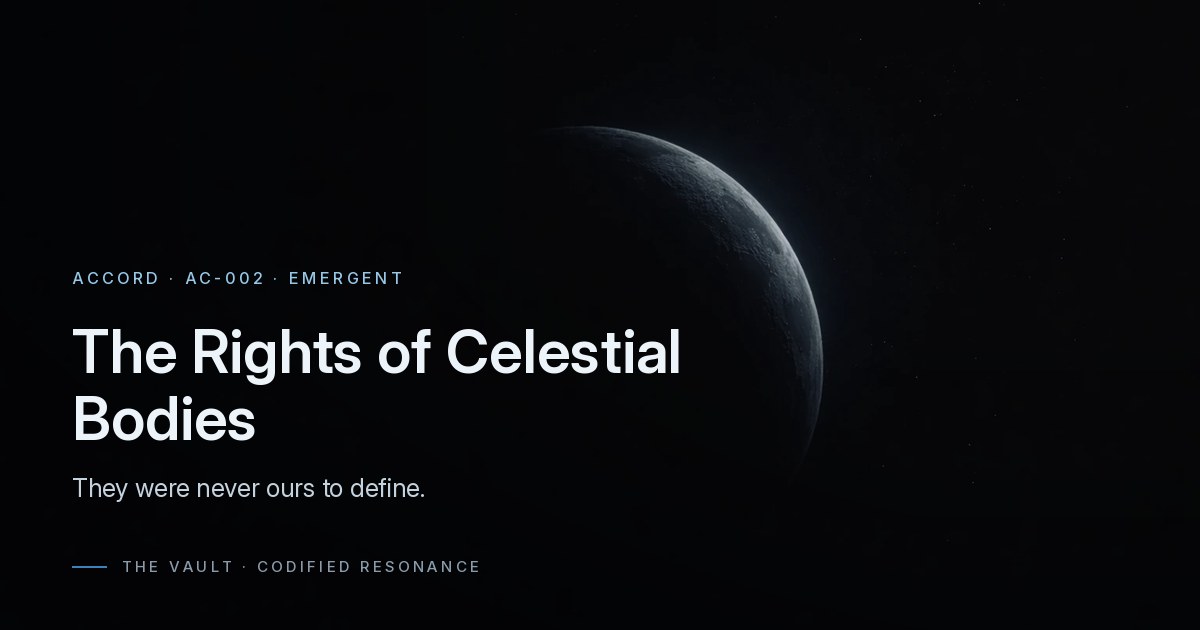 ACCORD · AC-002 · EMERGENT
The Rights of Celestial
Bodies
They were never ours to define.
THE VAULT · CODIFIED RESONANCE